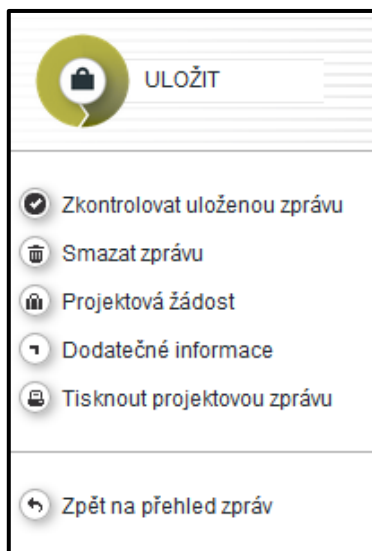 ULOŽIT
Zkontrolovat uloženou zprávu
Smazat zprávu
Projektová žádost
Dodatečné informace
Tisknout projektovou zprávu
Zpět na přehled zpráv